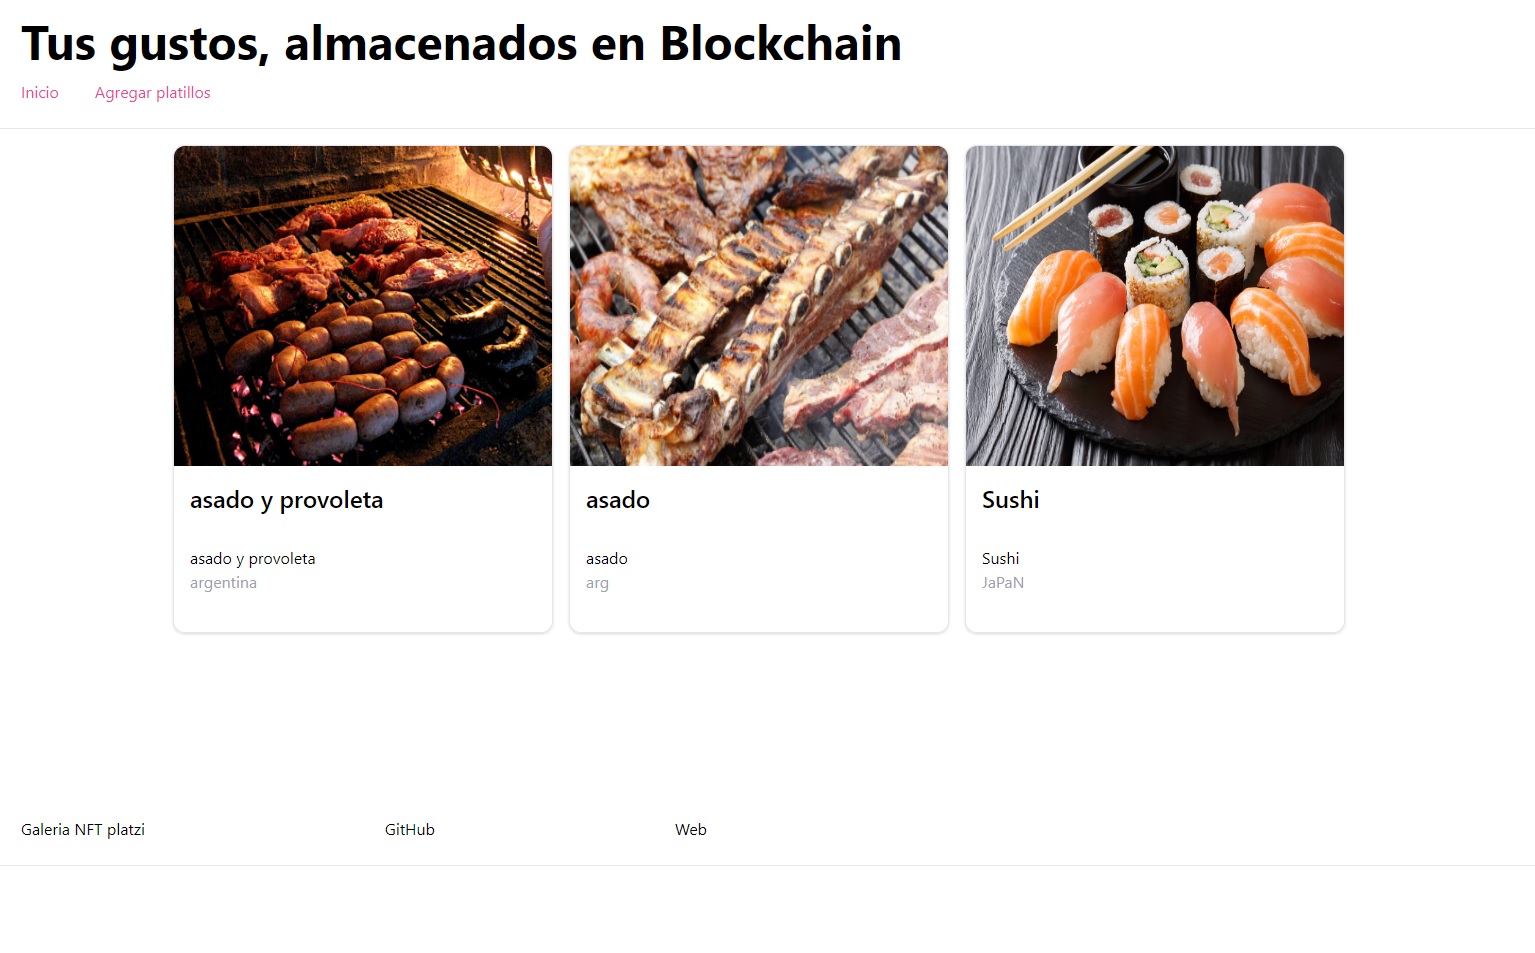 Tus gustos, almacenados en Blockchain
Inicio Agregar platillos
asado y provoleta
asado y provoleta
argentina
asado
asado
arg
Sushi
Sushi
JaPaN
Galeria NFT platzi GitHub Web